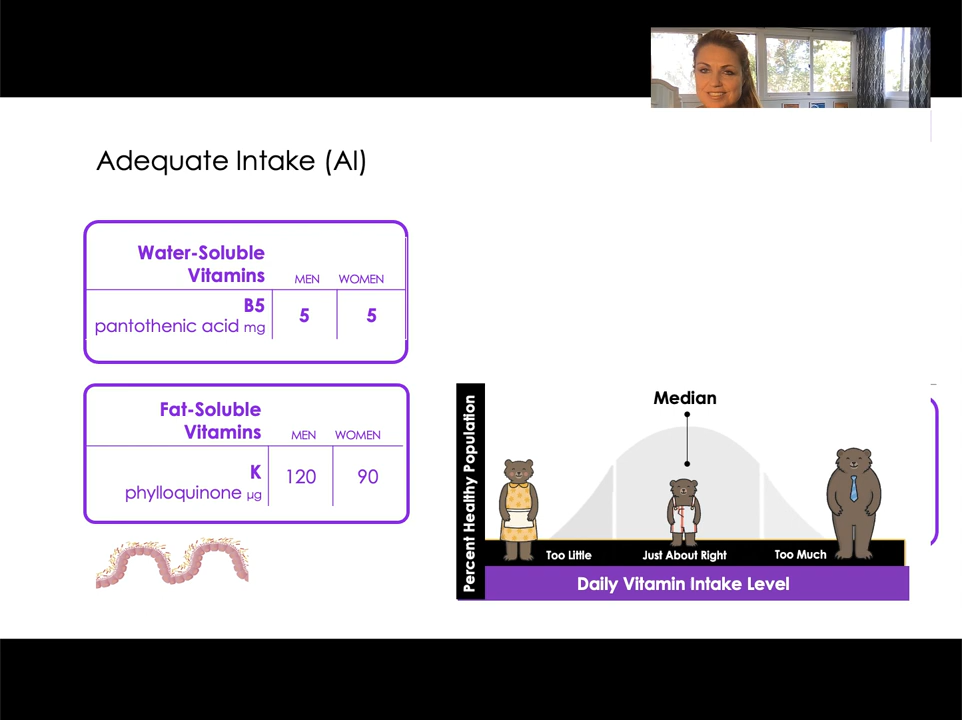 Adequate Intake (AI)
Water-Soluble
Vitamins
MEN
WOMEN
B5
pantothenic acid mg
5
5
Fat-Soluble
Vitamins
MEN
WOMEN
K
phylloquinone µg
120
90
Percent Healthy Population
Median
Too Little
Just About Right
Too Much
Daily Vitamin Intake Level